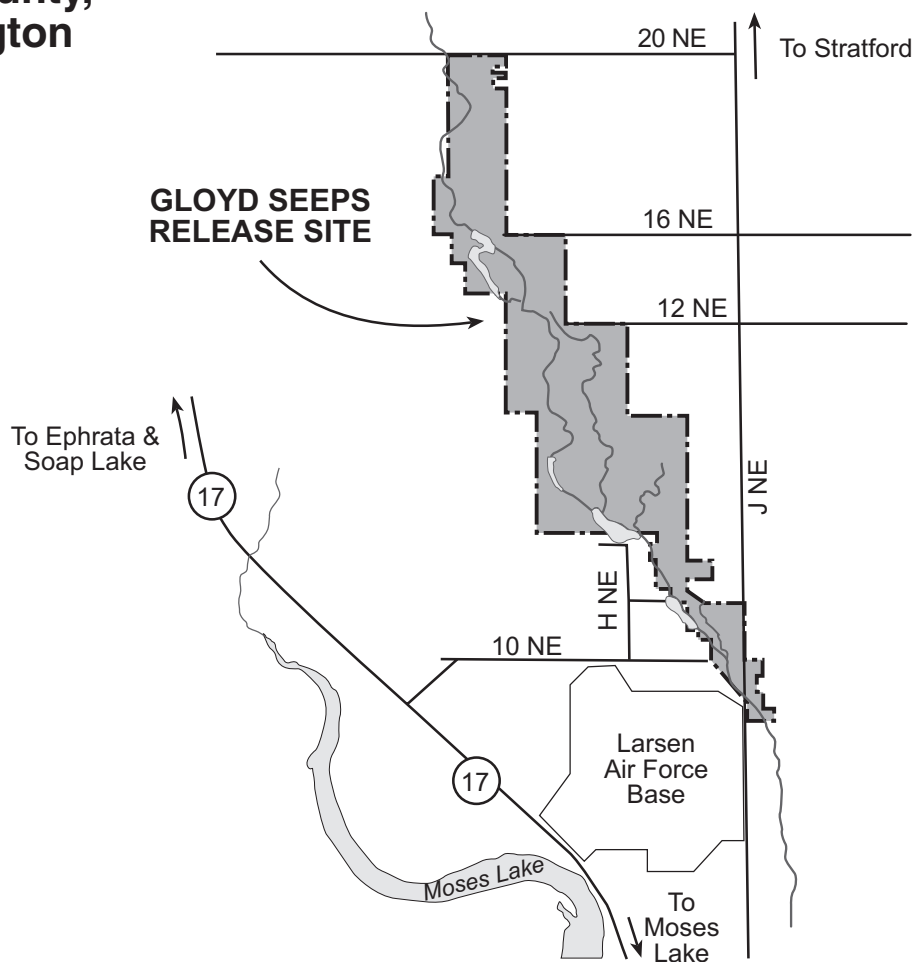 20 NE
To Stratford
GLOYD SEEPS
RELEASE SITE
16 NE
12 NE
To Ephrata &
Soap Lake
17
J NE
H NE
10 NE
Larsen
Air Force
Base
17
Moses Lake
To
Moses
Lake